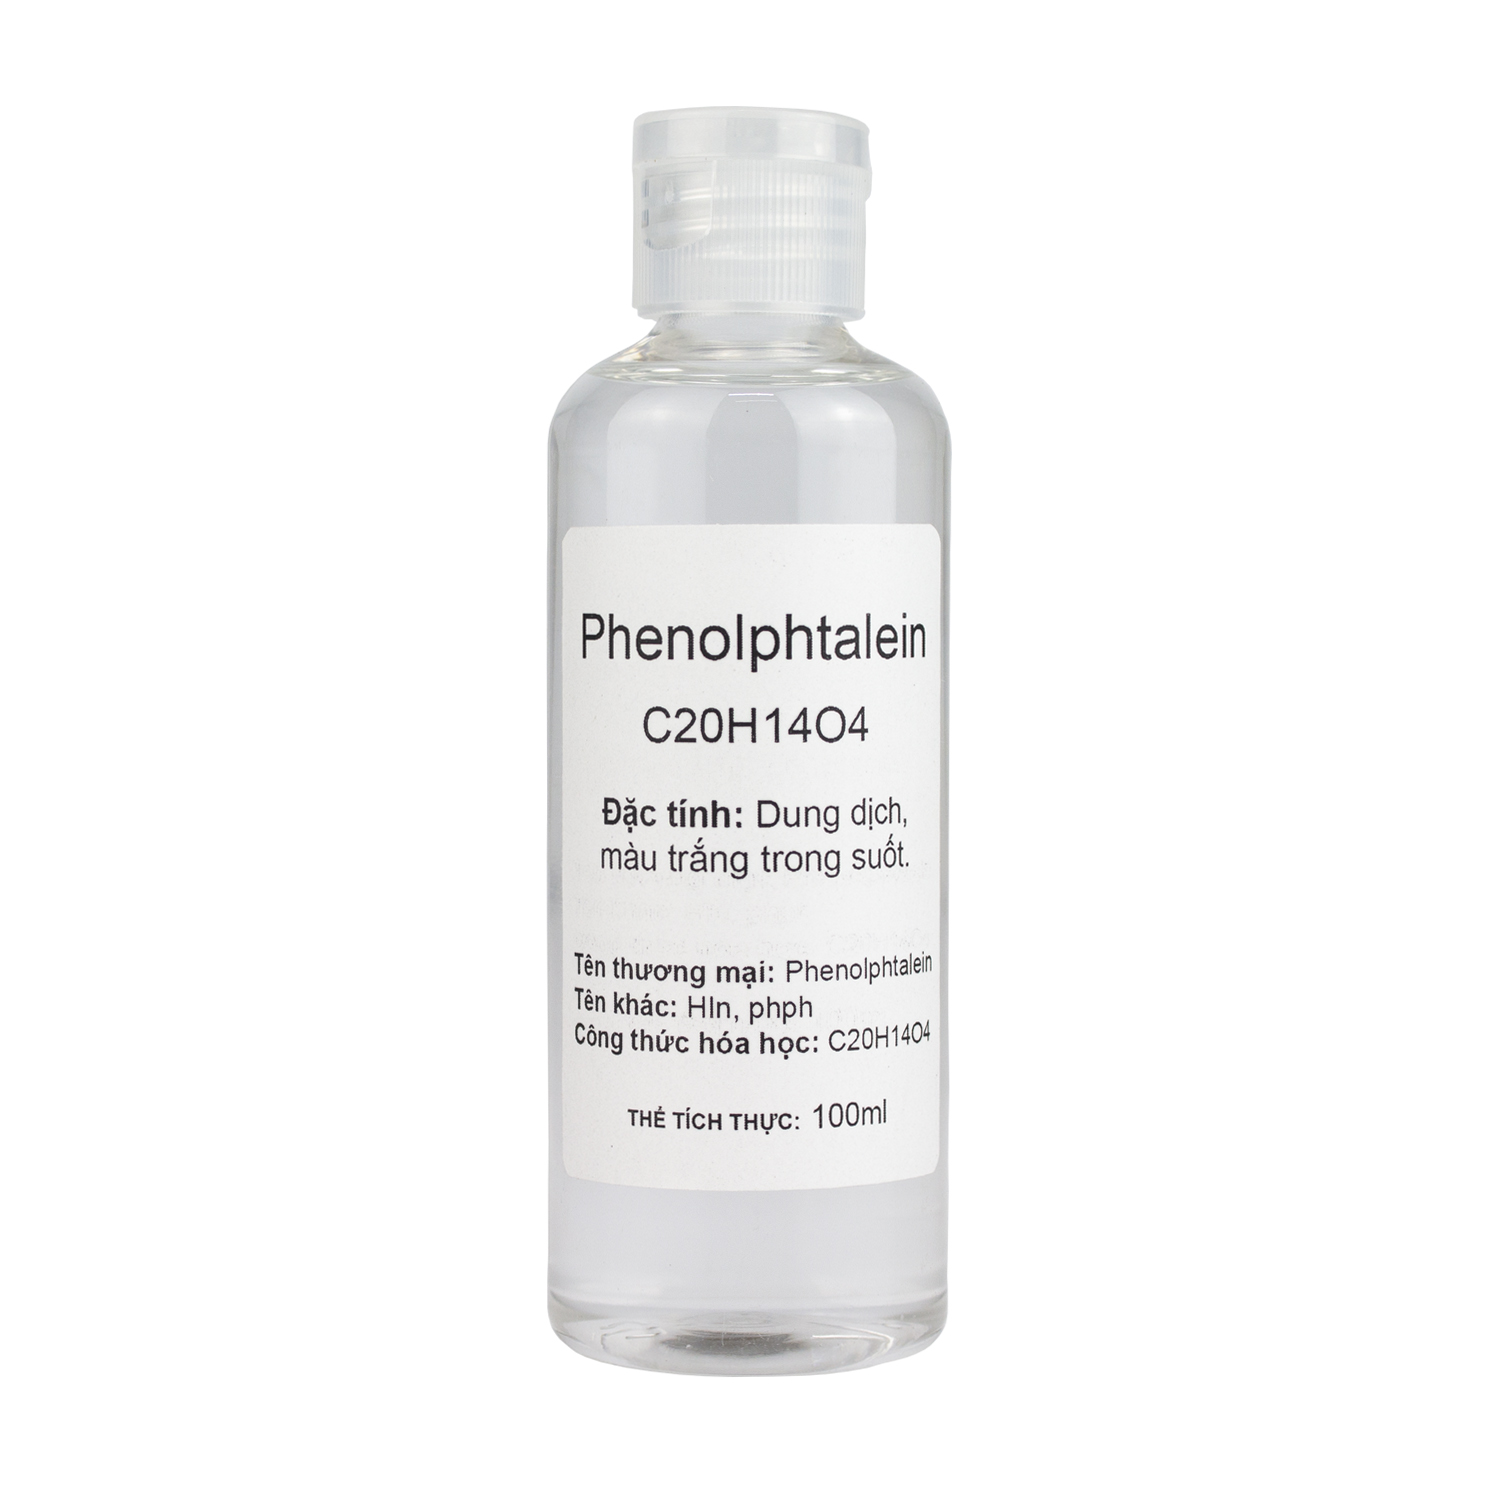 Phenolphtalein
C20H14O4
Đặc tính: Dung dịch,
màu trắng trong suốt.
Tên thương mại: Phenolphtalein
Tên khác: HIn, phph
Công thức hóa học: C20H14O4
THỂ TÍCH THỰC: 100ml